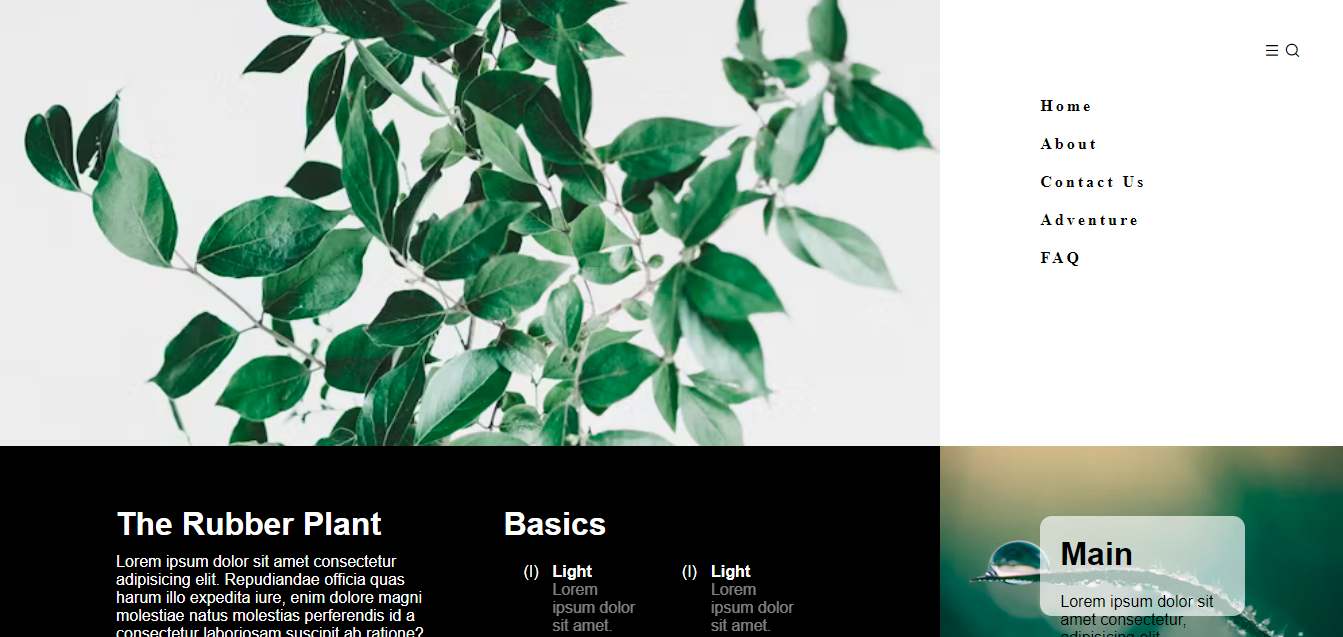 Home
About
Contact Us
Adventure
FAQ
The Rubber Plant
Lorem ipsum dolor sit amet consectetur
adipisicing elit. Repudiandae officia quas
harum illo expedita iure, enim dolore magni
molestiae natus molestias perferendis id a
consectetur laboriosam suscipit ab ratione?
Basics
(I) Light
Lorem
ipsum dolor
sit amet.
(I) Light
Lorem
ipsum dolor
sit amet.
Main
Lorem ipsum dolor sit
amet consectetur,
adipisicing elit.